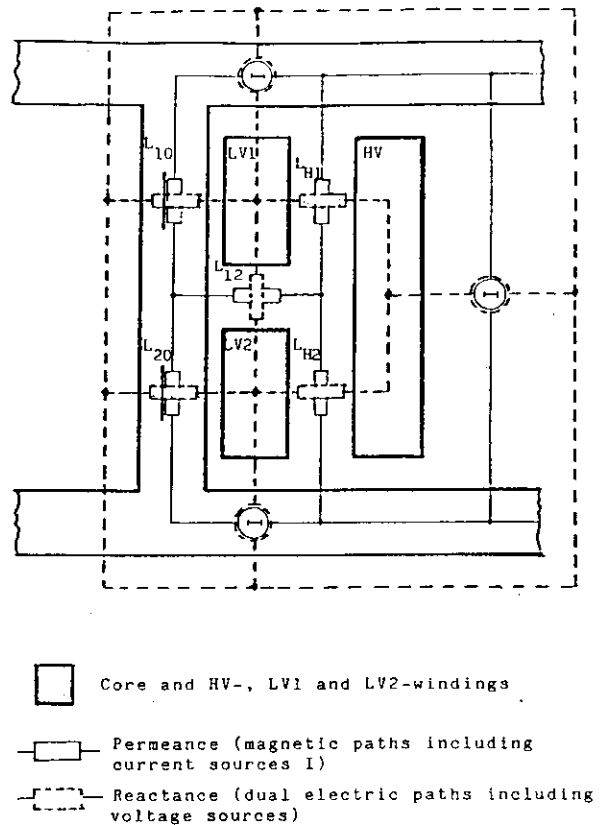 I
L10
LV1
LH1
HV
L12
I
L20
LV2
LH2
I
Core and HV-, LV1 and LV2-windings
Permeance (magnetic paths including
current sources I)
Reactance (dual electric paths including
voltage sources)